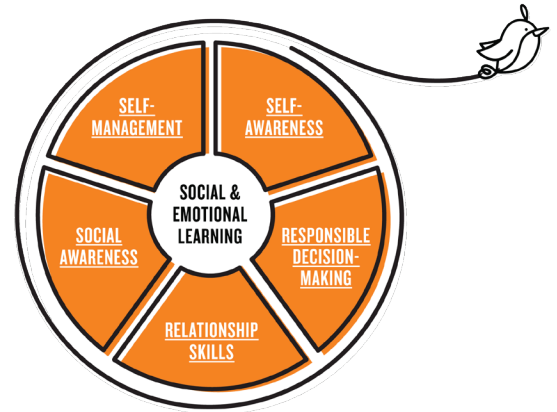 SELF-
MANAGEMENT
SELF-
AWARENESS
SOCIAL &
EMOTIONAL
LEARNING
SOCIAL
AWARENESS
RESPONSIBLE
DECISION-
MAKING
RELATIONSHIP
SKILLS